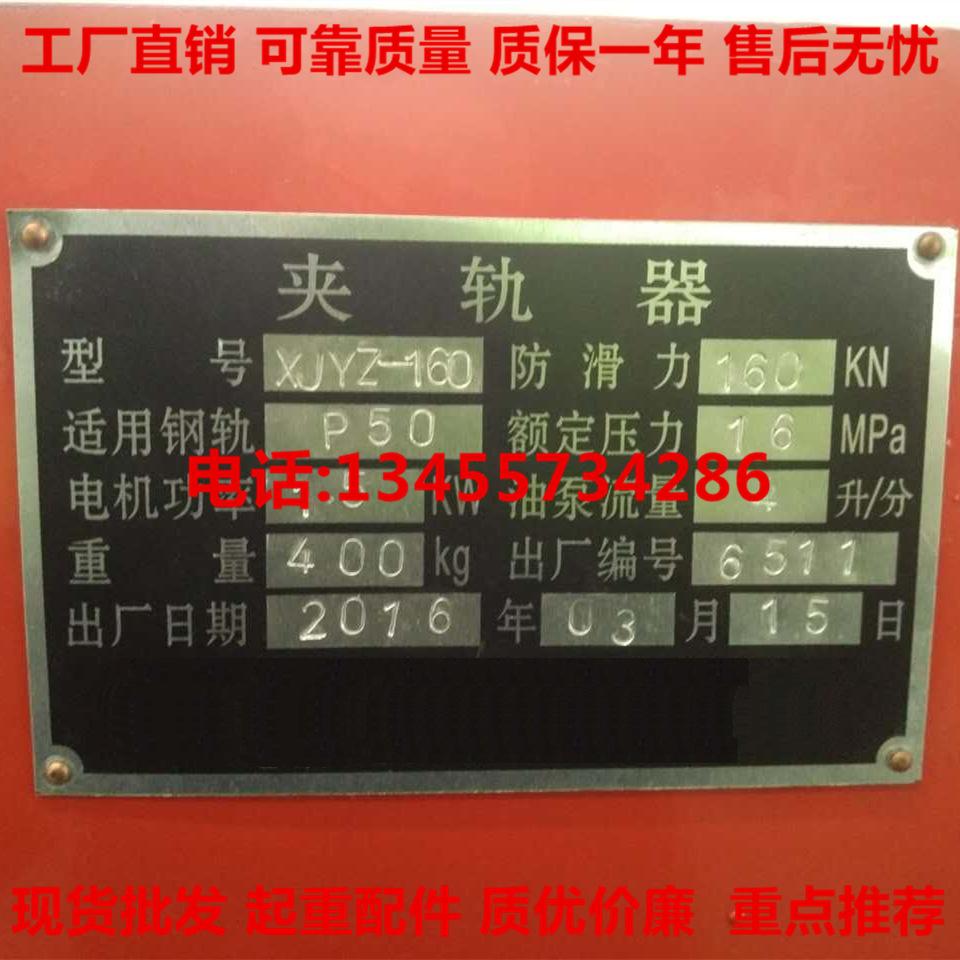 工厂直销 可靠质量 质保一年 售后无忧
夹轨器
型号 XJYZ-160 防滑力 160 KN
适用钢轨 P50 额定压力 16 MPa
电话:13455734286
电机功率 KW 油泵流量 4 升/分
重量 400 kg 出厂编号 6511
出厂日期 2016 年 03 月 15 日
现货批发 起重配件 质优价廉 重点推荐